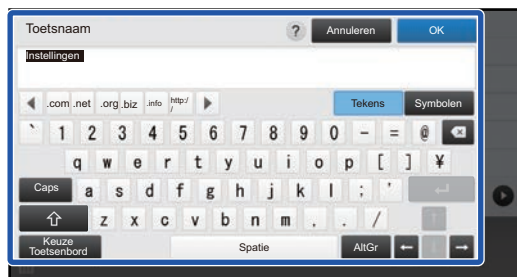 Toetsnaam ? Annuleren OK
Instellingen
.com .net .org .biz .info http:// Tekens Symbolen
` 1 2 3 4 5 6 7 8 9 0 - = @
q w e r t y u i o p [ ] ¥
Caps a s d f g h j k l ; '
z x c v b n m , . /
Keuze
Toetsenbord Spatie AltGr